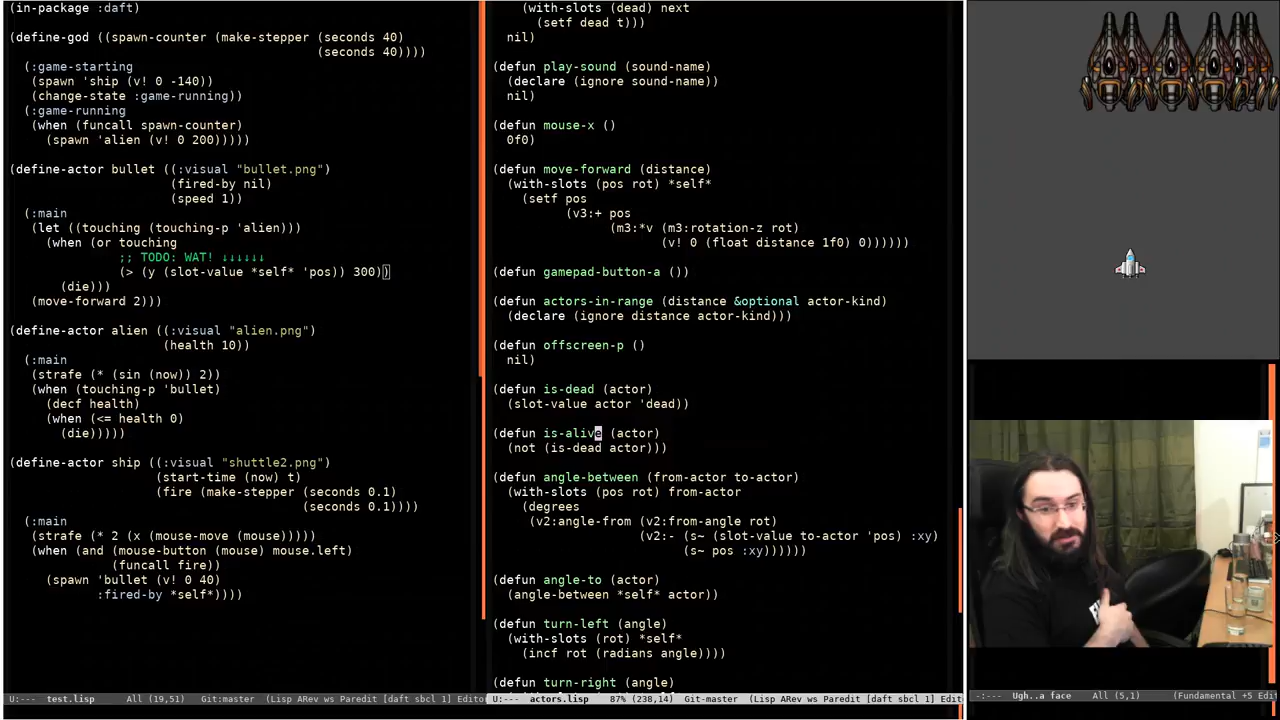 (in-package :daft)
(define-god ((spawn-counter (make-stepper (seconds 40)
(seconds 40))))
(:game-starting
(spawn 'ship (v! 0 -140))
(change-state :game-running))
(:game-running
(when (funcall spawn-counter)
(spawn 'alien (v! 0 200)))))
(define-actor bullet ((:visual "bullet.png")
(fired-by nil)
(speed 1))
(:main
(let ((touching (touching-p 'alien)))
(when (or touching
;; TODO: WAT! ↓↓↓↓↓↓
(> (y (slot-value *self* 'pos)) 300))
(die)))
(move-forward 2)))
(define-actor alien ((:visual "alien.png")
(health 10))
(:main
(strafe (* (sin (now)) 2))
(when (touching-p 'bullet)
(decf health)
(when (<= health 0)
(die)))))
(define-actor ship ((:visual "shuttle2.png")
(start-time (now) t)
(fire (make-stepper (seconds 0.1)
(seconds 0.1))))
(:main
(strafe (* 2 (x (mouse-move (mouse)))))
(when (and (mouse-button (mouse) mouse.left)
(funcall fire))
(spawn 'bullet (v! 0 40)
:fired-by *self*))))
U:--- test.lisp All (19,51) Git:master (Lisp ARev ws Paredit [daft sbcl 1] Editor
(with-slots (dead) next
(setf dead t)))
nil)
(defun play-sound (sound-name)
(declare (ignore sound-name))
nil)
(defun mouse-x ()
0f0)
(defun move-forward (distance)
(with-slots (pos rot) *self*
(setf pos
(v3:+ pos
(m3:*v (m3:rotation-z rot)
(v! 0 (float distance 1f0) 0))))))
(defun gamepad-button-a ())
(defun actors-in-range (distance &optional actor-kind)
(declare (ignore distance actor-kind)))
(defun offscreen-p ()
nil)
(defun is-dead (actor)
(slot-value actor 'dead))
(defun is-alive (actor)
(not (is-dead actor)))
(defun angle-between (from-actor to-actor)
(with-slots (pos rot) from-actor
(degrees
(v2:angle-from (v2:from-angle rot)
(v2:- (s~ (slot-value to-actor 'pos) :xy)
(s~ pos :xy))))))
(defun angle-to (actor)
(angle-between *self* actor))
(defun turn-left (angle)
(with-slots (rot) *self*
(incf rot (radians angle))))
(defun turn-right (angle)
U:--- actors.lisp 87% (238,14) Git-master (Lisp ARev ws Paredit [daft sbcl 1] Edit
-:--- Ugh..a face All (5,1) (Fundamental +5 Edit